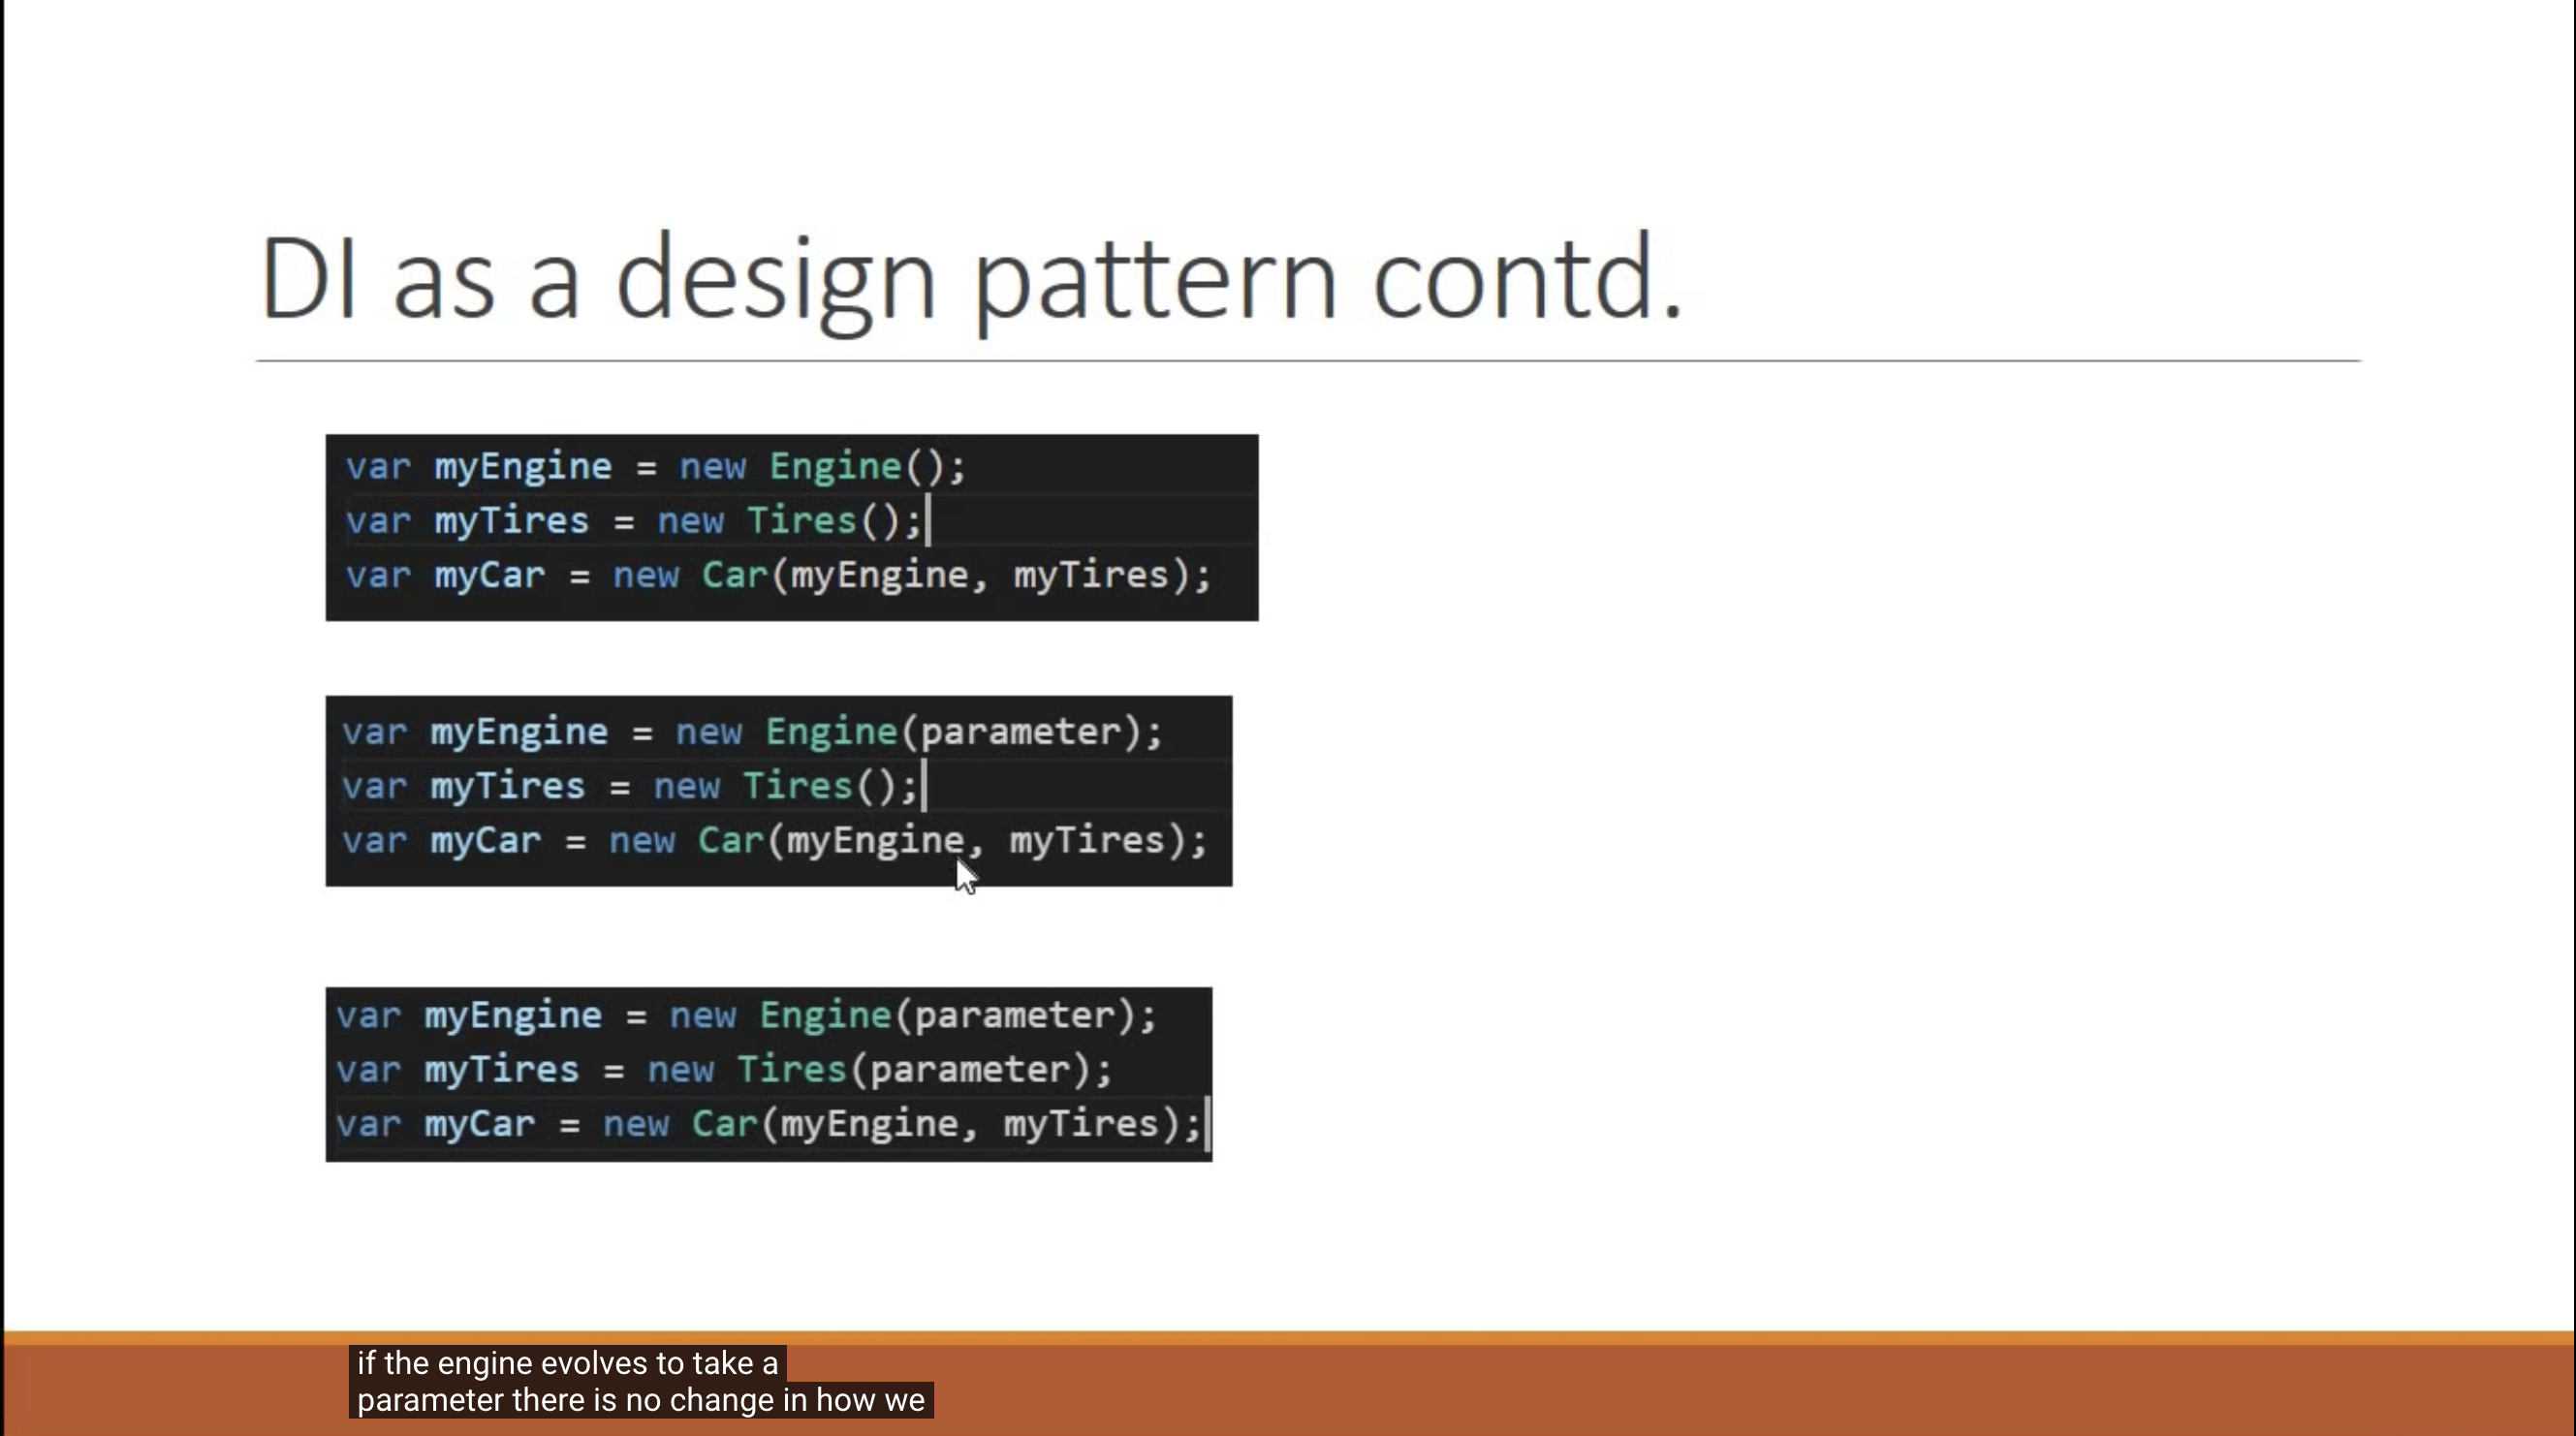 DI as a design pattern contd.
var myEngine = new Engine();
var myTires = new Tires();
var myCar = new Car(myEngine, myTires);
var myEngine = new Engine(parameter);
var myTires = new Tires();
var myCar = new Car(myEngine, myTires);
var myEngine = new Engine(parameter);
var myTires = new Tires(parameter);
var myCar = new Car(myEngine, myTires);
if the engine evolves to take a
parameter there is no change in how we